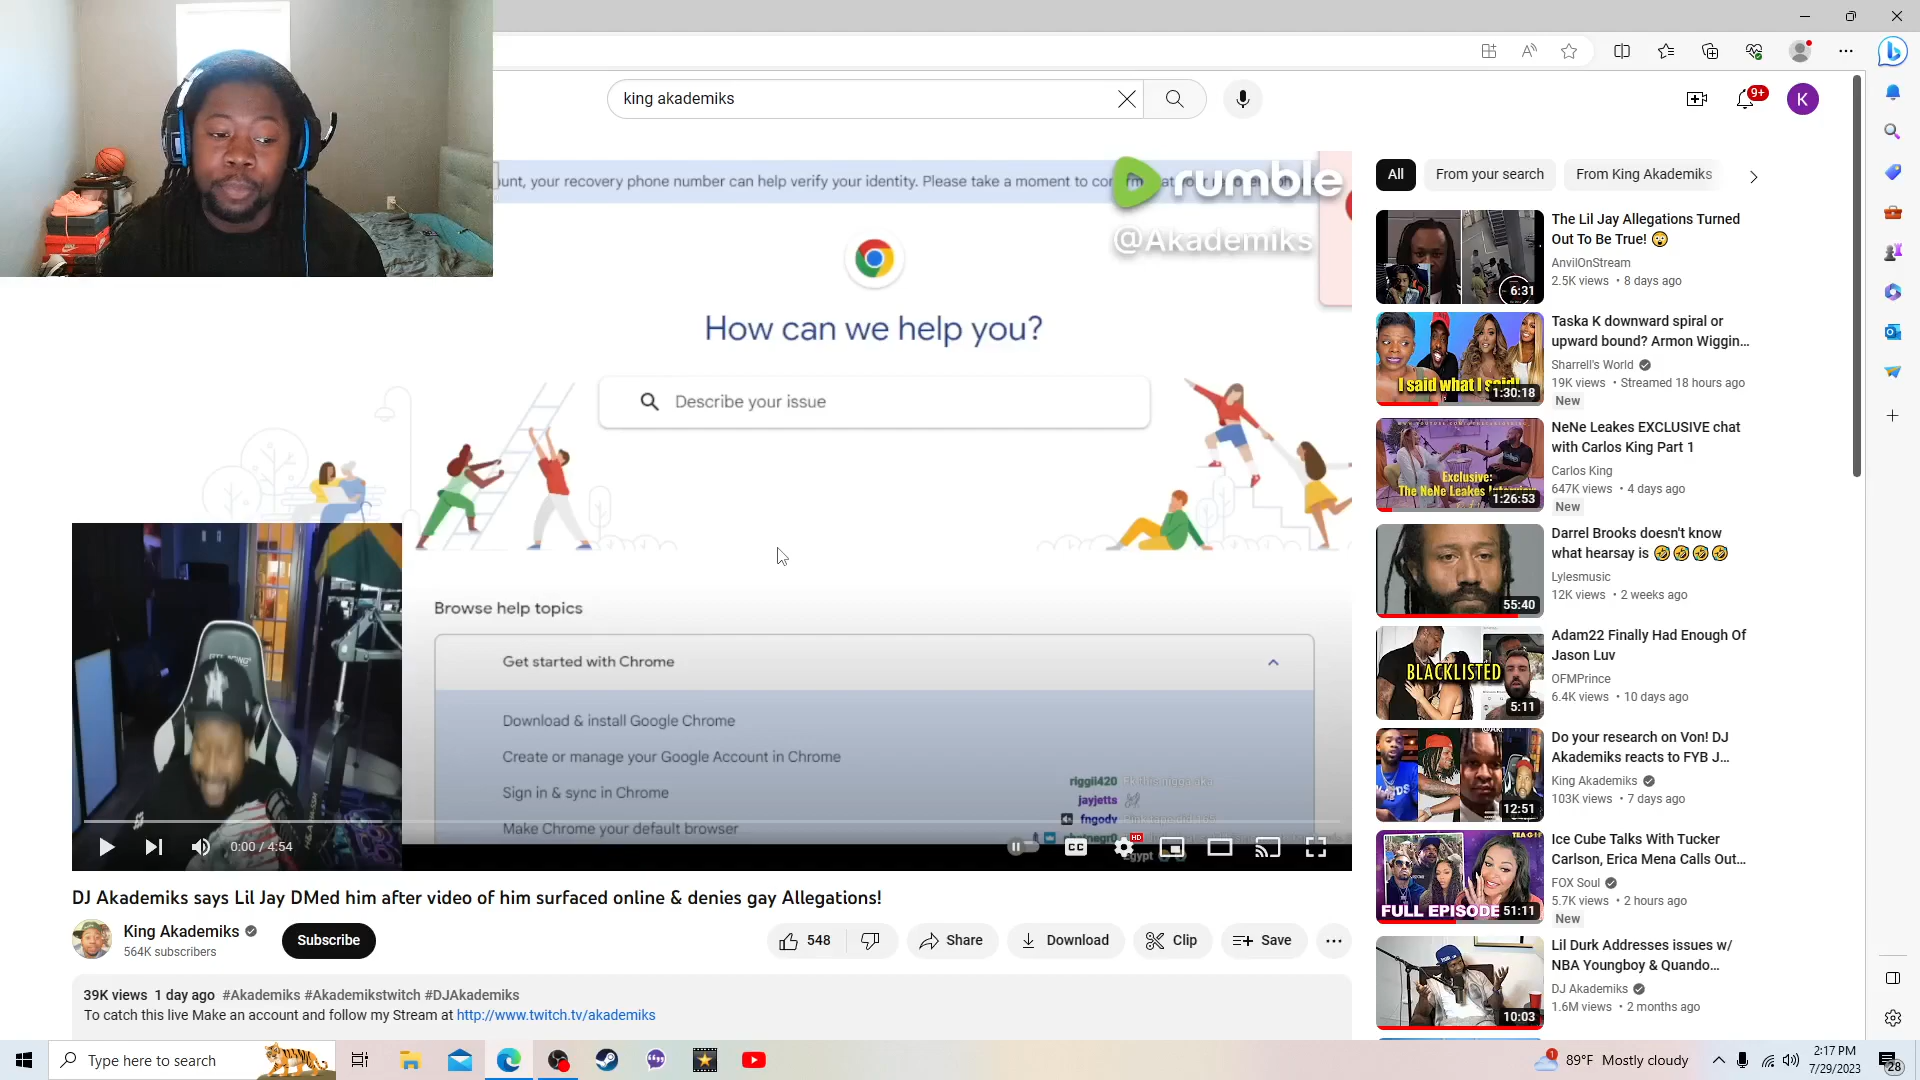 king akademiks
9+
K
unt, your recovery phone number can help verify your identity. Please take a moment to
rumble
@Akademiks
How can we help you?
Describe your issue
Browse help topics
Get started with Chrome
Download & install Google Chrome
Create or manage your Google Account in Chrome
Sign in & sync in Chrome
Make Chrome your default browser
riggil420
jayjetts
fngodv
0:00 / 4:54
CC
HD
DJ Akademiks says Lil Jay DMed him after video of him surfaced online & denies gay Allegations!
King Akademiks
564K subscribers
Subscribe
548
Share
Download
Clip
Save
39K views 1 day ago #Akademiks #Akademikstwitch #DJAkademiks
To catch this live Make an account and follow my Stream at http://www.twitch.tv/akademiks
All
From your search
From King Akademiks
6:31
The Lil Jay Allegations Turned
Out To Be True! 😲
AnvilOnStream
2.5K views • 8 days ago
I said what I said!
1:30:18
Taska K downward spiral or
upward bound? Armon Wiggin...
Sharrell's World
19K views • Streamed 18 hours ago
New
Exclusive:
The NeNe Leakes
1:26:53
NeNe Leakes EXCLUSIVE chat
with Carlos King Part 1
Carlos King
647K views • 4 days ago
New
55:40
Darrel Brooks doesn't know
what hearsay is 🤣🤣🤣🤣
Lylesmusic
12K views • 2 weeks ago
BLACKLISTED
5:11
Adam22 Finally Had Enough Of
Jason Luv
OFMPrince
6.4K views • 10 days ago
12:51
Do your research on Von! DJ
Akademiks reacts to FYB J...
King Akademiks
103K views • 7 days ago
FULL EPISODE
51:11
Ice Cube Talks With Tucker
Carlson, Erica Mena Calls Out...
FOX Soul
5.7K views • 2 hours ago
New
10:03
Lil Durk Addresses issues w/
NBA Youngboy & Quando...
DJ Akademiks
1.6M views • 2 months ago
Type here to search
1
89°F Mostly cloudy
2:17 PM
7/29/2023
28